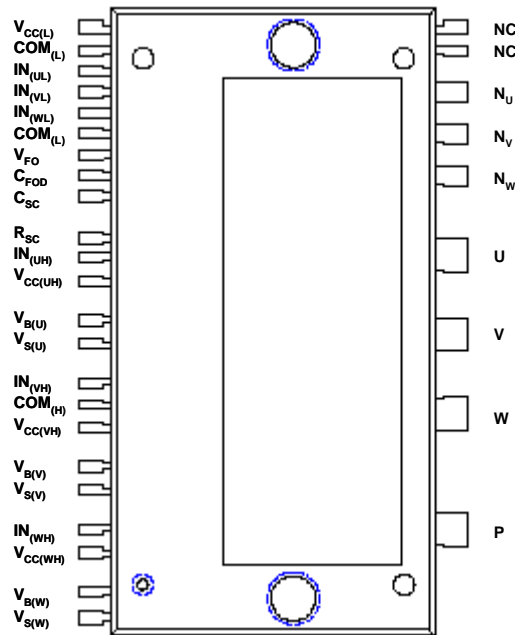 VCC(L)
COM(L)
IN(UL)
IN(VL)
IN(WL)
COM(L)
VFO
CFOD
CSC
RSC
IN(UH)
VCC(UH)
VB(U)
VS(U)
IN(VH)
COM(H)
VCC(VH)
VB(V)
VS(V)
IN(WH)
VCC(WH)
VB(W)
VS(W)
NC
NC
NU
NV
NW
U
V
W
P